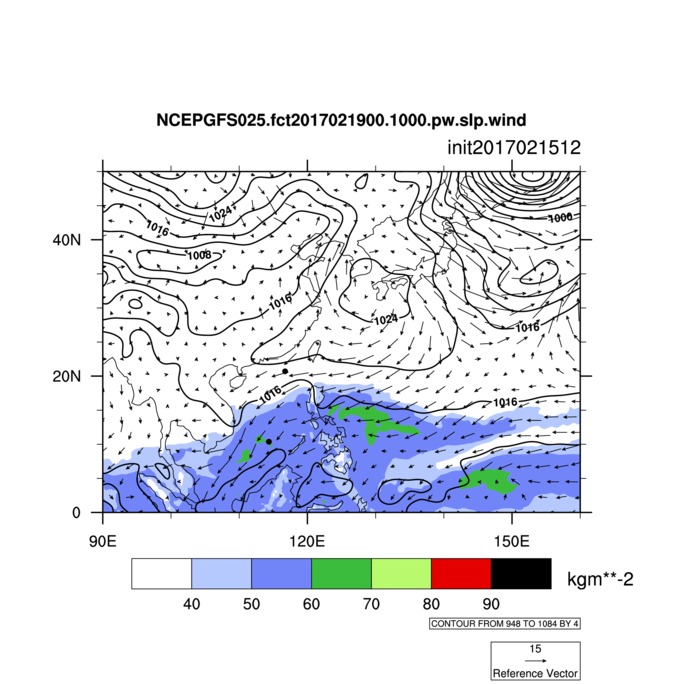 NCEPGFS025.fct2017021900.1000.pw.slp.wind
init2017021512
1024
1016
1000
40N
1008
1016
1024
1016
20N
1016
1016
0
90E 120E 150E
kgm**-2
40 50 60 70 80 90
CONTOUR FROM 948 TO 1084 BY 4
15
Reference Vector